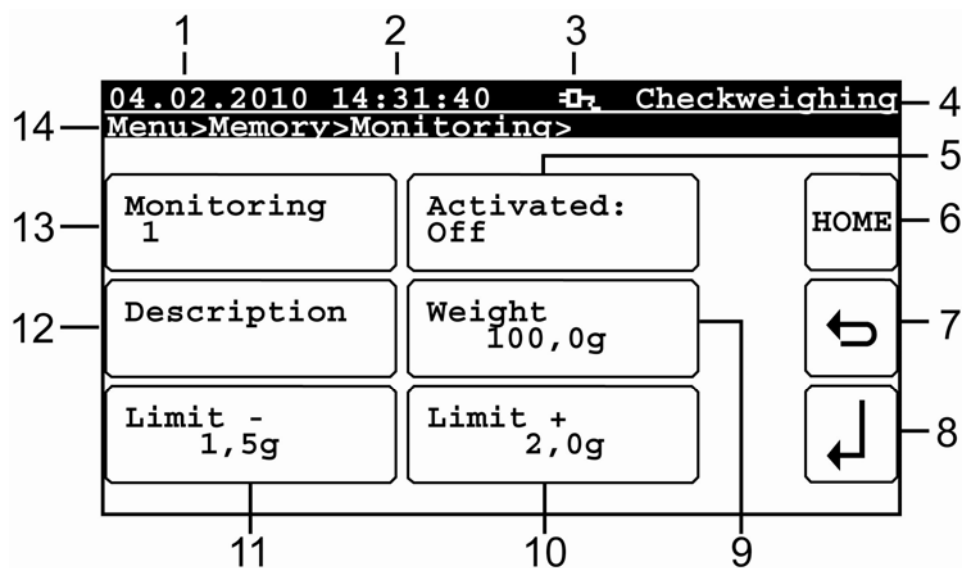 1 2 3
04.02.2010 14:31:40 Checkweighing 4
14 Menu>Memory>Monitoring>
5
13 Monitoring Activated: HOME 6
1 Off
12 Description Weight 7
100,0g
Limit - Limit + 8
1,5g 2,0g
11 10 9